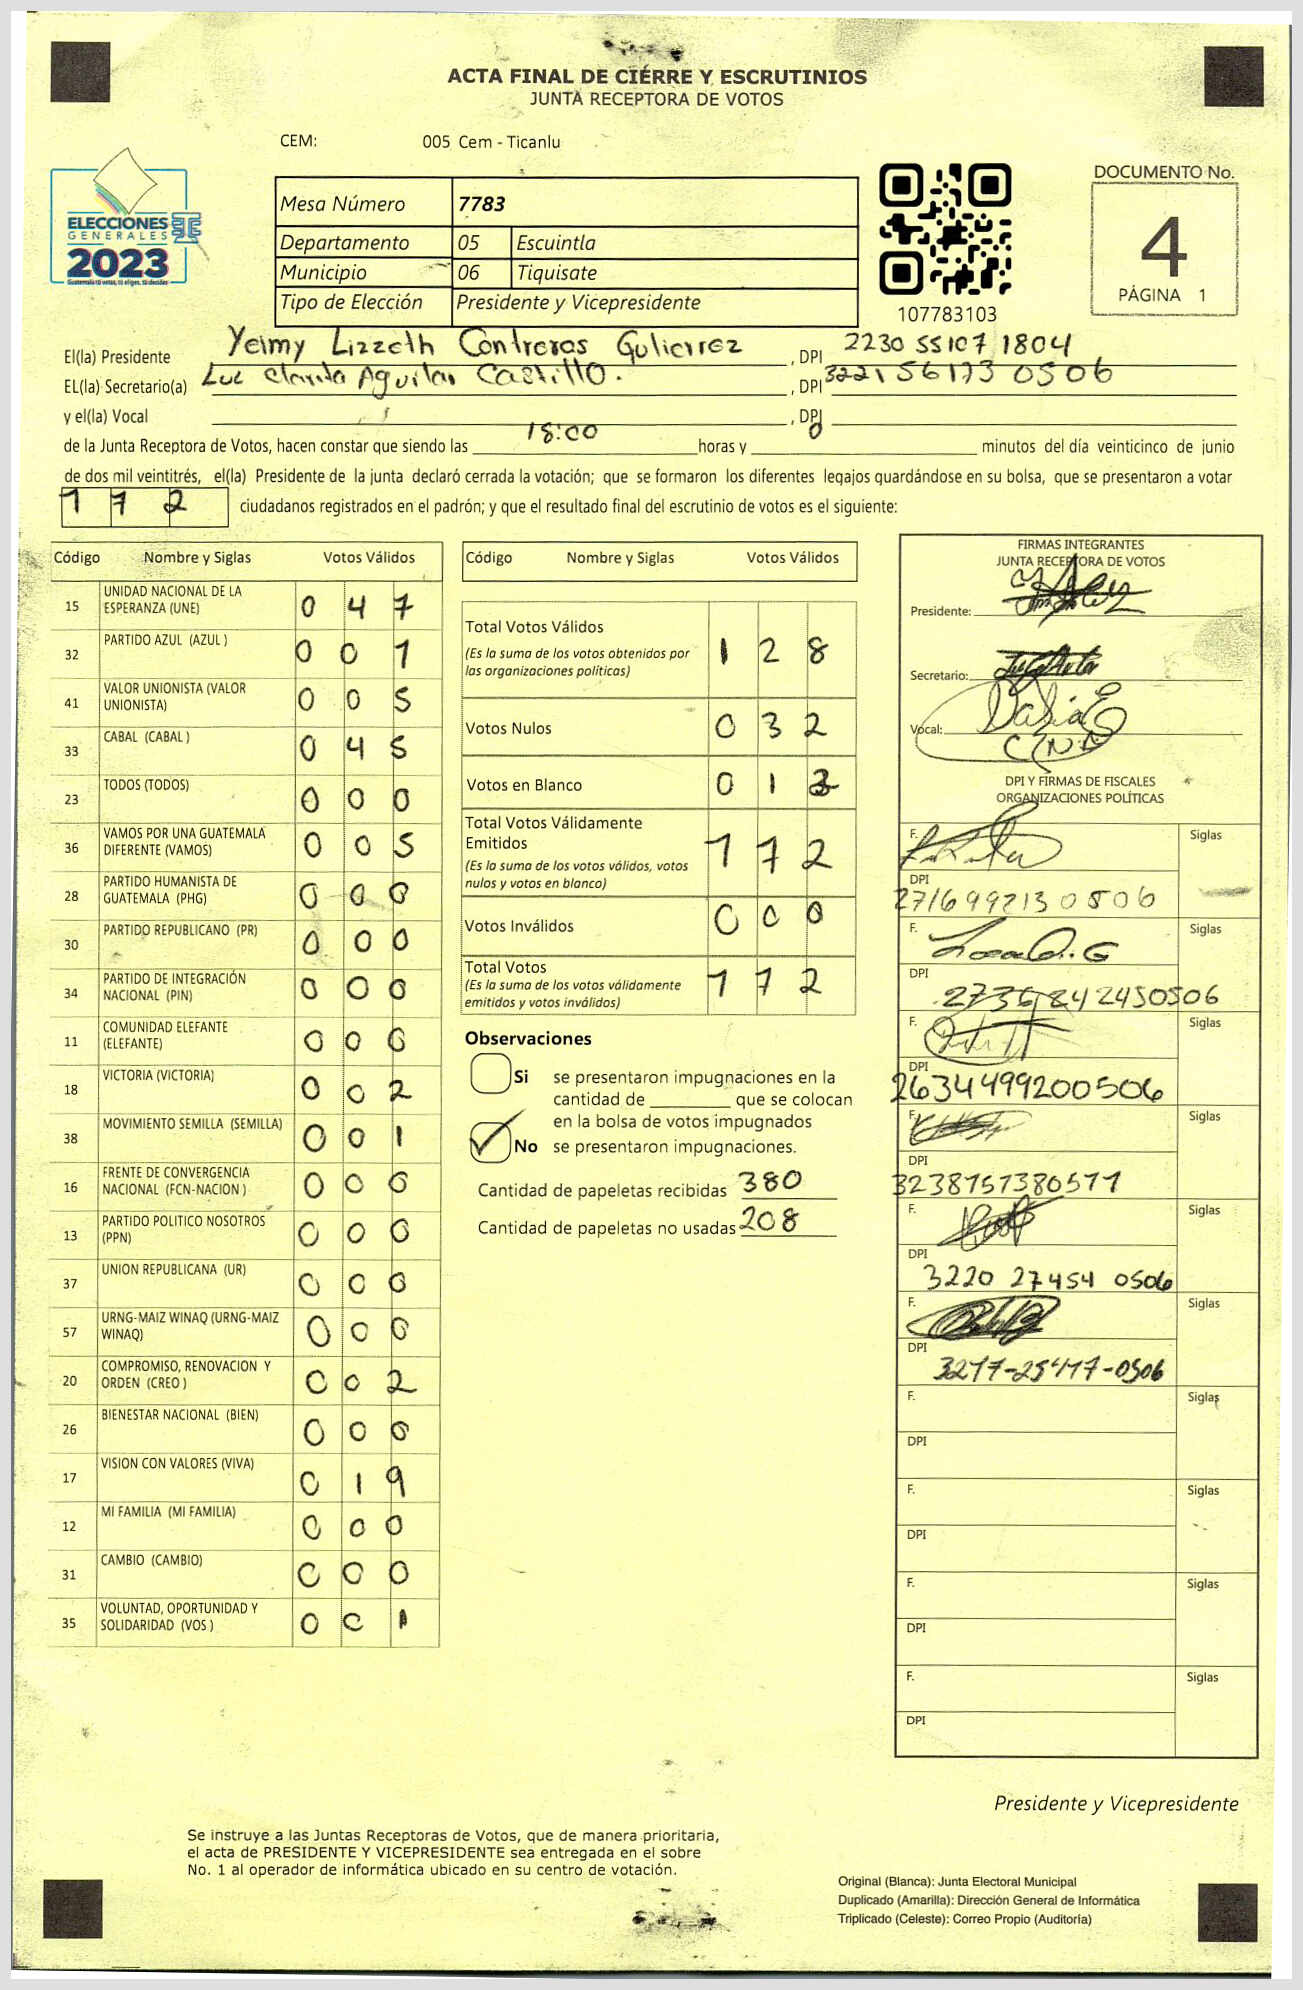 ACTA FINAL DE CIERRE Y ESCRUTINIOS
JUNTA RECEPTORA DE VOTOS
CEM: 005 Cem - Ticanlu
ELECCIONES
GENERALES
2023
Mesa Número 7783
Departamento 05 Escuintla
Municipio 06 Tiquisate
Tipo de Elección Presidente y Vicepresidente
107783103
DOCUMENTO No.
4
PÁGINA 1
El(la) Presidente Yeimy Lizzeth Contreras Gutierrez, DPI 2230 55107 1804
EL(la) Secretario(a) Luc Clarita Aguilar Castillo., DPI 3221 56173 0506
y el(la) Vocal , DPI
de la Junta Receptora de Votos, hacen constar que siendo las 18:00 horas y 0 minutos del día veinticinco de junio
de dos mil veintitrés, el(la) Presidente de la junta declaró cerrada la votación; que se formaron los diferentes legajos guardándose en su bolsa, que se presentaron a votar
172 ciudadanos registrados en el padrón; y que el resultado final del escrutinio de votos es el siguiente:
Código Nombre y Siglas Votos Válidos
15 UNIDAD NACIONAL DE LA ESPERANZA (UNE) 0 4 7
32 PARTIDO AZUL (AZUL ) 0 0 1
41 VALOR UNIONISTA (VALOR UNIONISTA) 0 0 5
33 CABAL (CABAL ) 0 4 5
23 TODOS (TODOS) 0 0 0
36 VAMOS POR UNA GUATEMALA DIFERENTE (VAMOS) 0 0 5
28 PARTIDO HUMANISTA DE GUATEMALA (PHG) 0 0 0
30 PARTIDO REPUBLICANO (PR) 0 0 0
34 PARTIDO DE INTEGRACIÓN NACIONAL (PIN) 0 0 0
11 COMUNIDAD ELEFANTE (ELEFANTE) 0 0 0
18 VICTORIA (VICTORIA) 0 0 2
38 MOVIMIENTO SEMILLA (SEMILLA) 0 0 1
16 FRENTE DE CONVERGENCIA NACIONAL (FCN-NACION ) 0 0 0
13 PARTIDO POLITICO NOSOTROS (PPN) 0 0 0
37 UNION REPUBLICANA (UR) 0 0 0
57 URNG-MAIZ WINAQ (URNG-MAIZ WINAQ) 0 0 0
20 COMPROMISO, RENOVACION Y ORDEN (CREO ) 0 0 2
26 BIENESTAR NACIONAL (BIEN) 0 0 0
17 VISION CON VALORES (VIVA) 0 1 9
12 MI FAMILIA (MI FAMILIA) 0 0 0
31 CAMBIO (CAMBIO) 0 0 0
35 VOLUNTAD, OPORTUNIDAD Y SOLIDARIDAD (VOS ) 0 0 1
Código Nombre y Siglas Votos Válidos
Total Votos Válidos 1 2 8
(Es la suma de los votos obtenidos por
las organizaciones políticas)
Votos Nulos 0 3 2
Votos en Blanco 0 1 2
Total Votos Válidamente
Emitidos 1 7 2
(Es la suma de los votos válidos, votos
nulos y votos en blanco)
Votos Inválidos 0 0 0
Total Votos 1 7 2
(Es la suma de los votos válidamente
emitidos y votos inválidos)
Observaciones
Si se presentaron impugnaciones en la
cantidad de ________ que se colocan
en la bolsa de votos impugnados
No se presentaron impugnaciones.
Cantidad de papeletas recibidas 380
Cantidad de papeletas no usadas 208
FIRMAS INTEGRANTES
JUNTA RECEPTORA DE VOTOS
Presidente:
Secretario:
Vocal:
DPI Y FIRMAS DE FISCALES
ORGANIZACIONES POLÍTICAS
F. Siglas
DPI
2716 99213 0506
F. Siglas
DPI
2736842450506
F. Siglas
DPI
2634499200506
F. Siglas
DPI
3238757380511
F. Siglas
DPI
3220 27454 0506
F. Siglas
DPI
3277-25417-0506
F. Siglas
DPI
F. Siglas
DPI
F. Siglas
DPI
F. Siglas
DPI
Presidente y Vicepresidente
Se instruye a las Juntas Receptoras de Votos, que de manera prioritaria,
el acta de PRESIDENTE Y VICEPRESIDENTE sea entregada en el sobre
No. 1 al operador de informática ubicado en su centro de votación.
Original (Blanca): Junta Electoral Municipal
Duplicado (Amarilla): Dirección General de Informática
Triplicado (Celeste): Correo Propio (Auditoría)